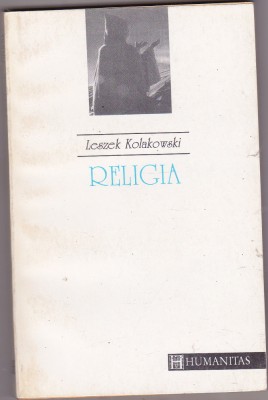 Leszek Kolakowski
RELIGIA
HUMANITAS